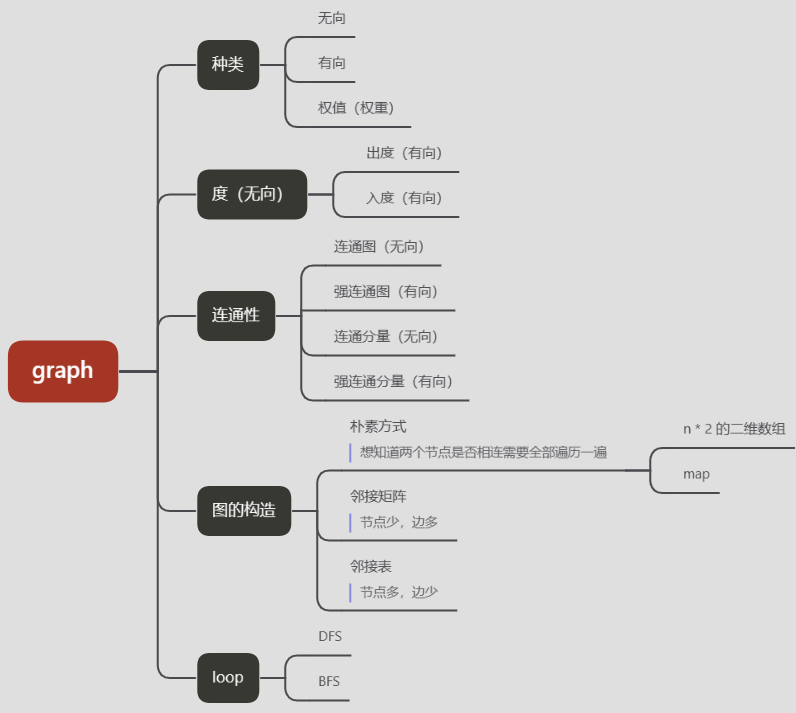 graph
种类
无向
有向
权值（权重）
度（无向）
出度（有向）
入度（有向）
连通性
连通图（无向）
强连通图（有向）
连通分量（无向）
强连通分量（有向）
图的构造
朴素方式
想知道两个节点是否相连需要全部遍历一遍
n * 2 的二维数组
map
邻接矩阵
节点少，边多
邻接表
节点多，边少
loop
DFS
BFS